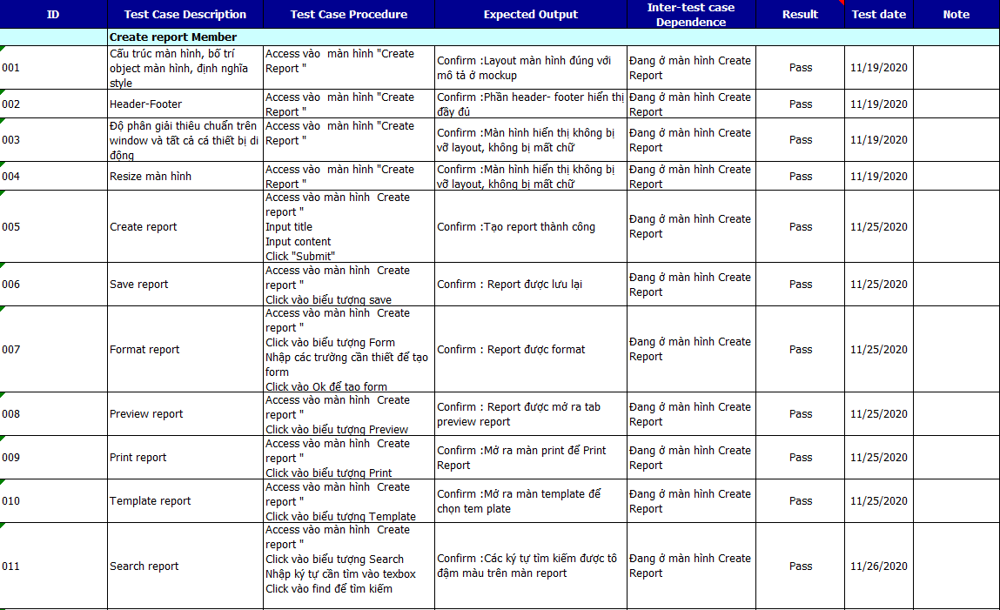 ID Test Case Description Test Case Procedure Expected Output Inter-test case Dependence Result Test date Note
Create report Member
001
Cấu trúc màn hình, bố trí
object màn hình, định nghĩa
style
Access vào  màn hình "Create
Report "
Confirm :Layout màn hình đúng với
mô tả ở mockup
Đang ở màn hình Create
Report
Pass
11/19/2020
002
Header-Footer
Access vào  màn hình "Create
Report "
Confirm :Phần header- footer hiển thị
đầy đủ
Đang ở màn hình Create
Report
Pass
11/19/2020
003
Độ phân giải thiêu chuẩn trên
window và tất cả cá thiết bị di
động
Access vào  màn hình "Create
Report "
Confirm :Màn hình hiển thị không bị
vỡ layout, không bị mất chữ
Đang ở màn hình Create
Report
Pass
11/19/2020
004
Resize màn hình
Access vào  màn hình "Create
Report "
Confirm :Màn hình hiển thị không bị
vỡ layout, không bị mất chữ
Đang ở màn hình Create
Report
Pass
11/19/2020
005
Create report
Access vào màn hình  Create
report "
Input title
Input content
Click "Submit"
Confirm :Tạo report thành công
Đang ở màn hình Create
Report
Pass
11/25/2020
006
Save report
Access vào màn hình  Create
report "
Click vào biểu tượng save
Confirm : Report được lưu lại
Đang ở màn hình Create
Report
Pass
11/25/2020
007
Format report
Access vào màn hình  Create
report "
Click vào biểu tượng Form
Nhập các trường cần thiết để tạo
form
Click vào Ok để tạo form
Confirm : Report được format
Đang ở màn hình Create
Report
Pass
11/25/2020
008
Preview report
Access vào màn hình  Create
report "
Click vào biểu tượng Preview
Confirm : Report được mở ra tab
preview report
Đang ở màn hình Create
Report
Pass
11/25/2020
009
Print report
Access vào màn hình  Create
report "
Click vào biểu tượng Print
Confirm :Mở ra màn print để Print
Report
Đang ở màn hình Create
Report
Pass
11/25/2020
010
Template report
Access vào màn hình  Create
report "
Click vào biểu tượng Template
Confirm :Mở ra màn template để
chọn tem plate
Đang ở màn hình Create
Report
Pass
11/25/2020
011
Search report
Access vào màn hình  Create
report "
Click vào biểu tượng Search
Nhập ký tự cần tìm vào texbox
Click vào find để tìm kiếm
Confirm :Các ký tự tìm kiếm được tô
đậm màu trên màn report
Đang ở màn hình Create
Report
Pass
11/26/2020